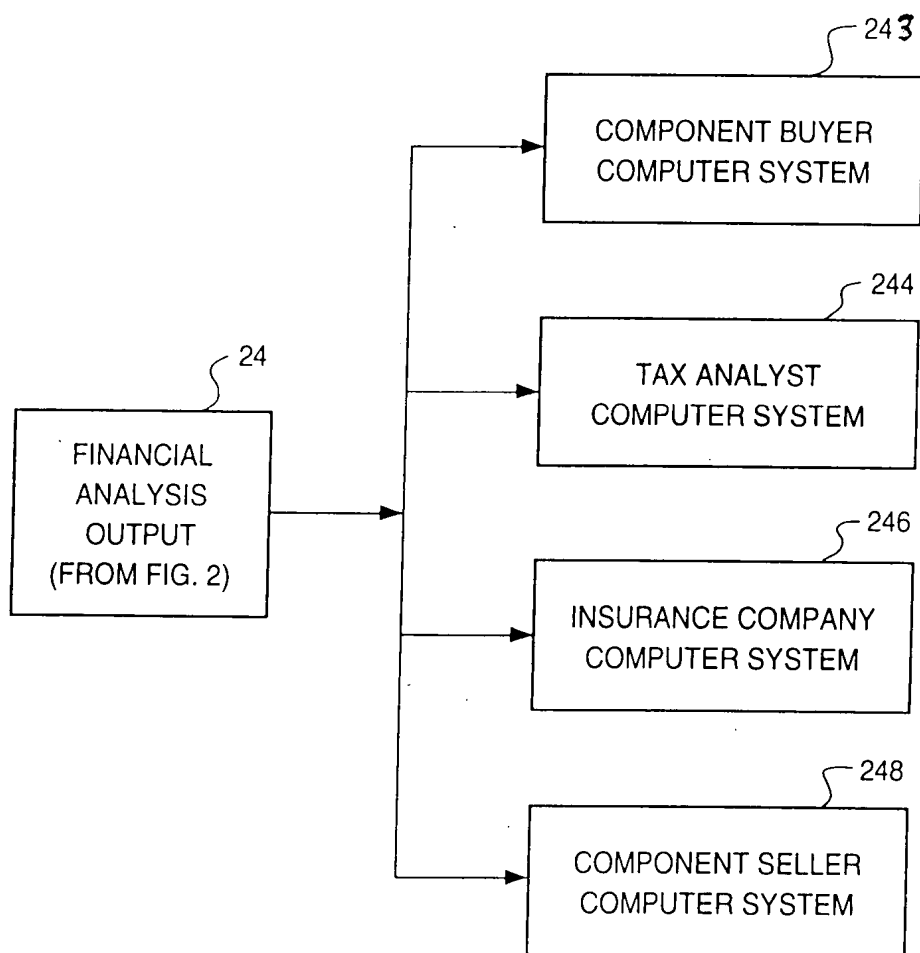 243
COMPONENT BUYER
COMPUTER SYSTEM
244
TAX ANALYST
COMPUTER SYSTEM
24
FINANCIAL
ANALYSIS
OUTPUT
(FROM FIG. 2)
246
INSURANCE COMPANY
COMPUTER SYSTEM
248
COMPONENT SELLER
COMPUTER SYSTEM